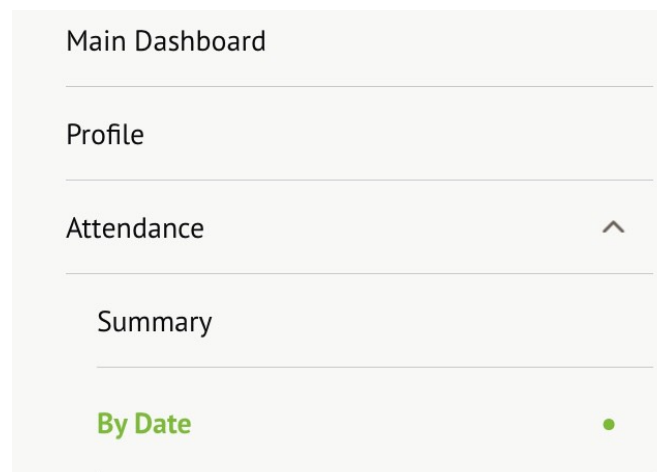 Main Dashboard
Profile
Attendance
Summary
By Date